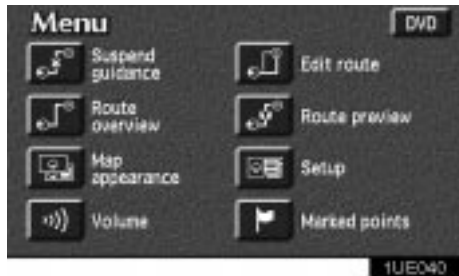 Menu
DVD
Suspend
guidance
Edit route
Route
overview
Route preview
Map
appearance
Setup
Volume
Marked points
1UE040